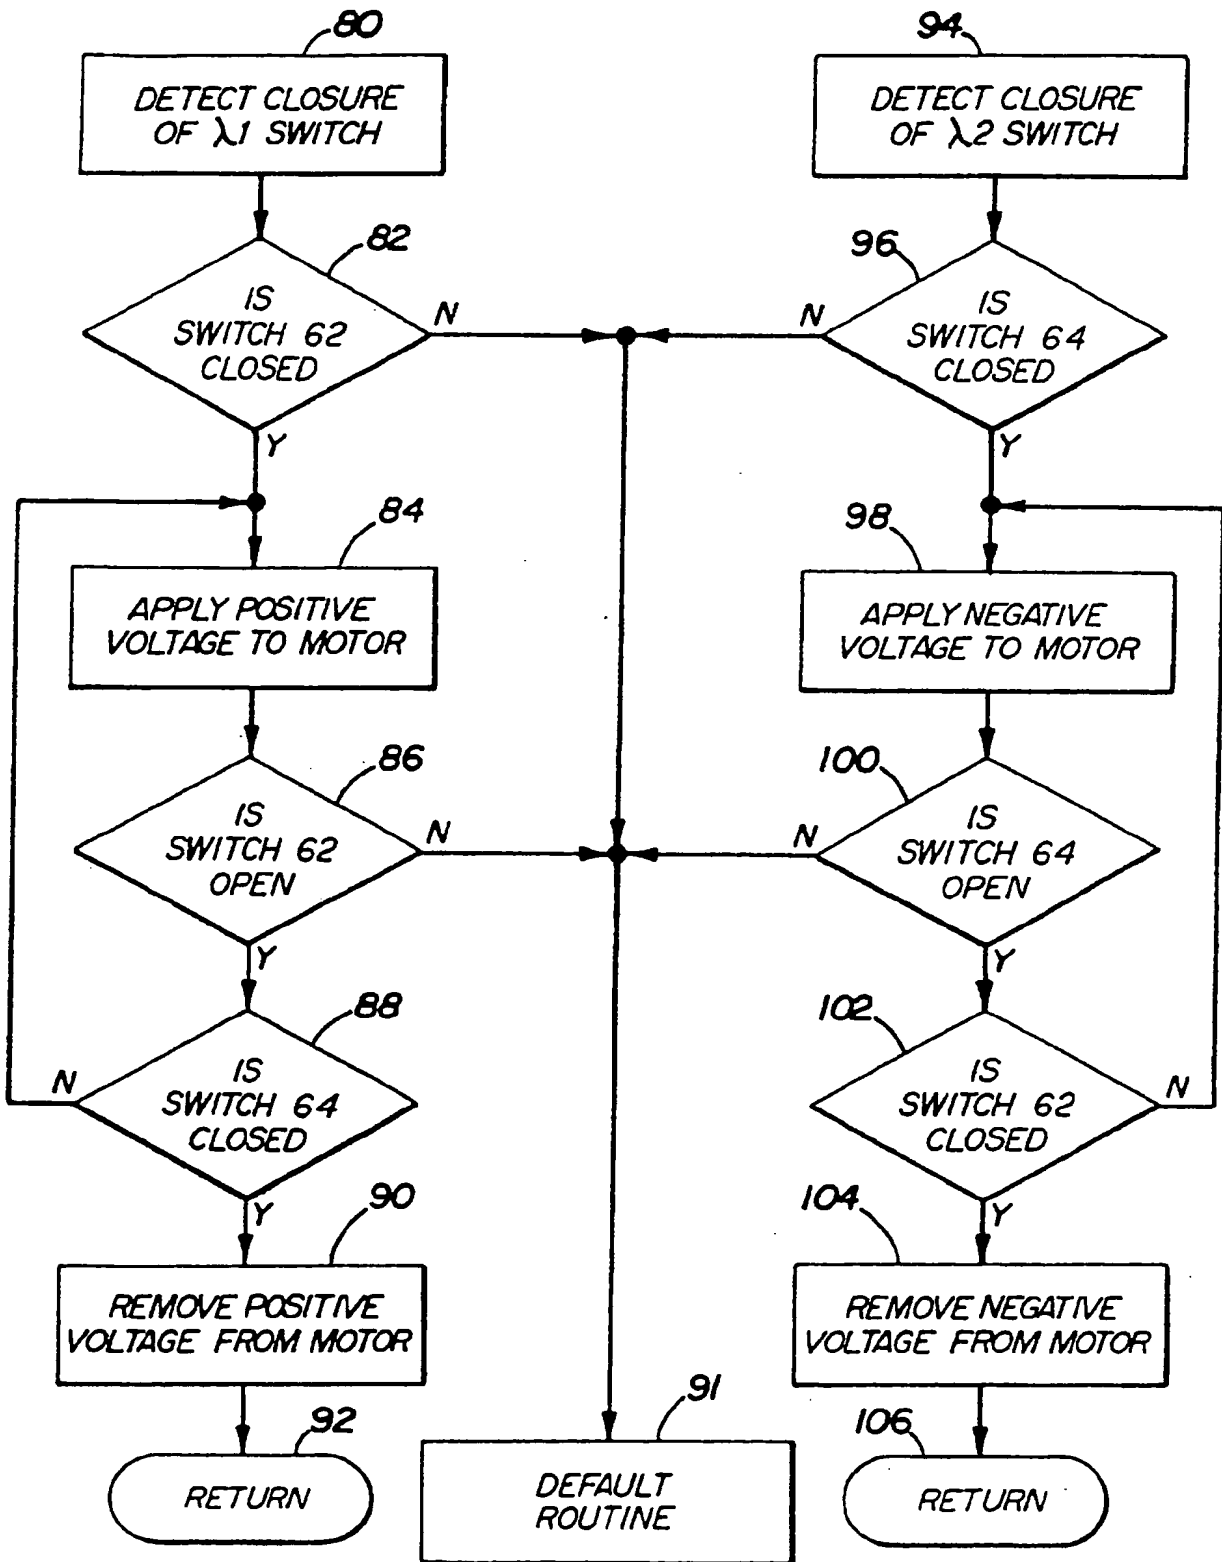 80
DETECT CLOSURE
OF λ1 SWITCH
82
IS
SWITCH 62
CLOSED
N
Y
84
APPLY POSITIVE
VOLTAGE TO MOTOR
86
IS
SWITCH 62
OPEN
N
Y
88
IS
SWITCH 64
CLOSED
N
Y
90
REMOVE POSITIVE
VOLTAGE FROM MOTOR
92
RETURN
91
DEFAULT
ROUTINE
94
DETECT CLOSURE
OF λ2 SWITCH
96
IS
SWITCH 64
CLOSED
N
Y
98
APPLY NEGATIVE
VOLTAGE TO MOTOR
100
IS
SWITCH 64
OPEN
N
Y
102
IS
SWITCH 62
CLOSED
N
Y
104
REMOVE NEGATIVE
VOLTAGE FROM MOTOR
106
RETURN